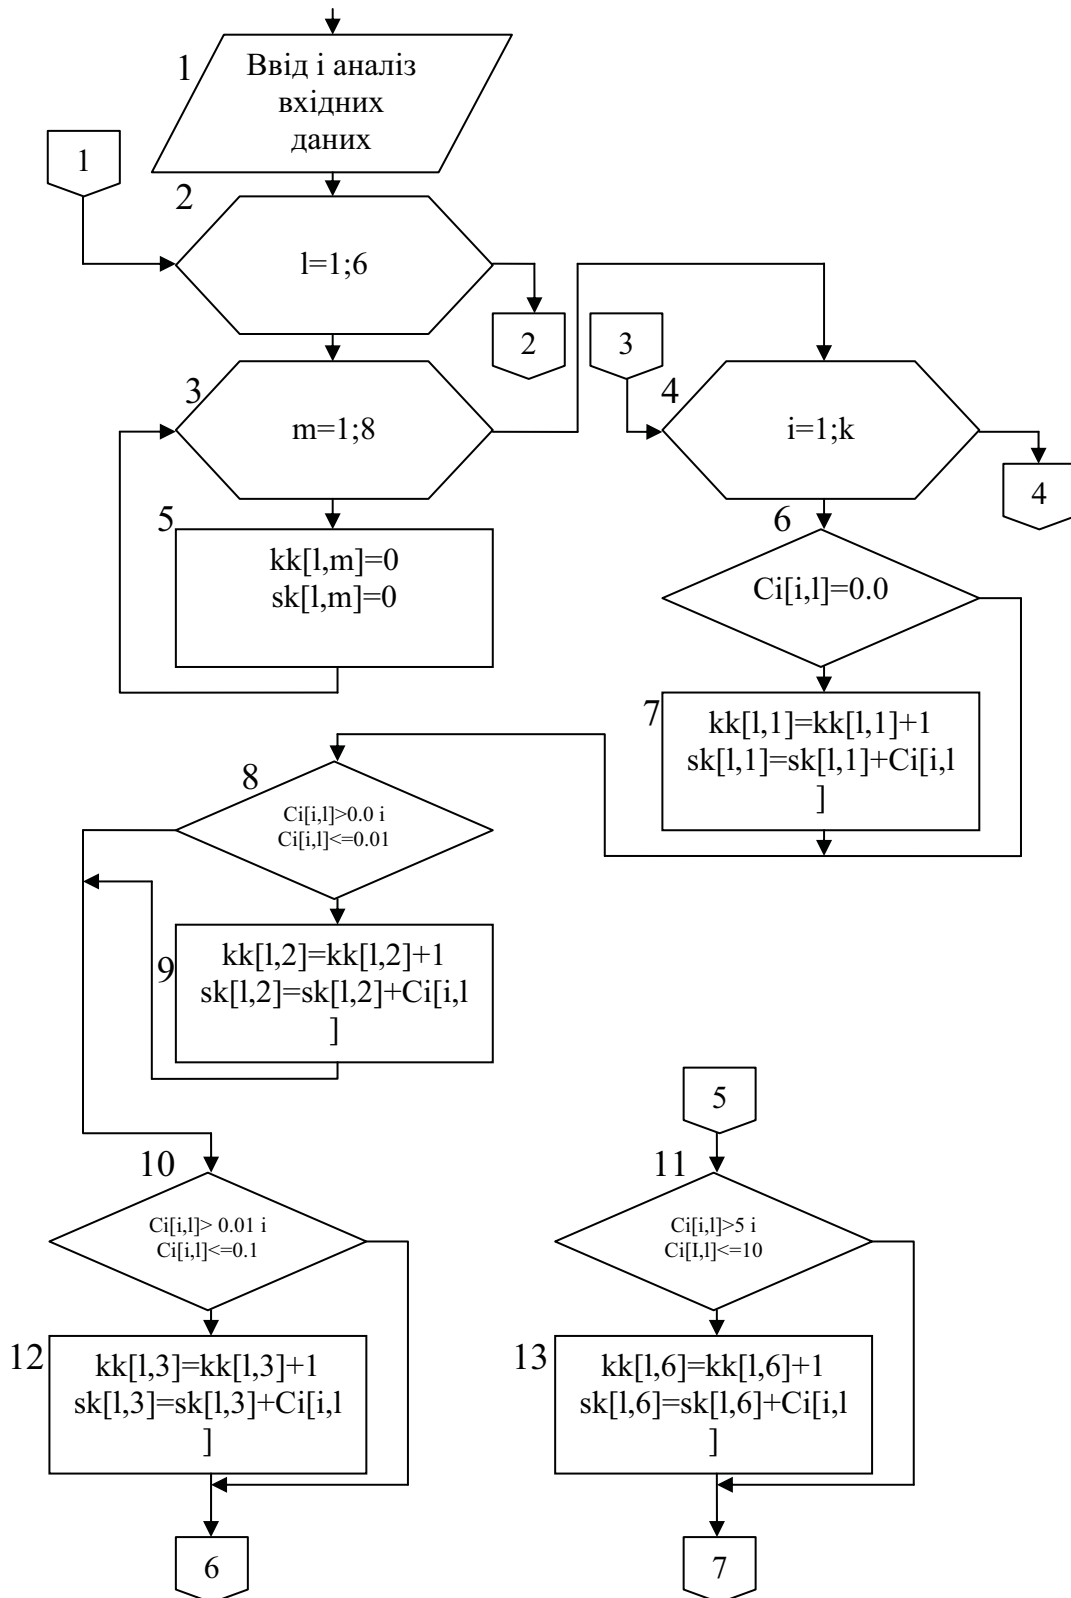 1
Ввід і аналіз
вхідних
даних
1
2
l=1;6
2
3
3
m=1;8
4
i=1;k
4
5
kk[l,m]=0
sk[l,m]=0
6
Ci[i,l]=0.0
7
kk[l,1]=kk[l,1]+1
sk[l,1]=sk[l,1]+Ci[i,l
]
8
Ci[i,l]>0.0 і
Ci[i,l]<=0.01
9
kk[l,2]=kk[l,2]+1
sk[l,2]=sk[l,2]+Ci[i,l
]
5
10
Ci[i,l]> 0.01 і
Ci[i,l]<=0.1
11
Ci[i,l]>5 і
Ci[I,l]<=10
12
kk[l,3]=kk[l,3]+1
sk[l,3]=sk[l,3]+Ci[i,l
]
13
kk[l,6]=kk[l,6]+1
sk[l,6]=sk[l,6]+Ci[i,l
]
6
7